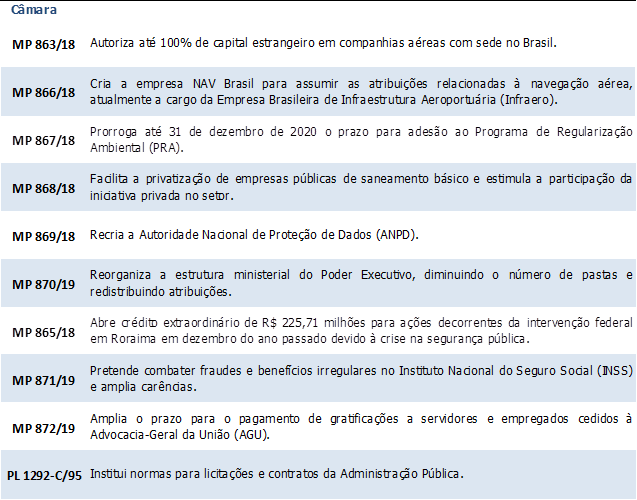 Câmara
MP 863/18 Autoriza até 100% de capital estrangeiro em companhias aéreas com sede no Brasil.
MP 866/18 Cria a empresa NAV Brasil para assumir as atribuições relacionadas à navegação aérea,
atualmente a cargo da Empresa Brasileira de Infraestrutura Aeroportuária (Infraero).
MP 867/18 Prorroga até 31 de dezembro de 2020 o prazo para adesão ao Programa de Regularização
Ambiental (PRA).
MP 868/18 Facilita a privatização de empresas públicas de saneamento básico e estimula a participação da
iniciativa privada no setor.
MP 869/18 Recria a Autoridade Nacional de Proteção de Dados (ANPD).
MP 870/19 Reorganiza a estrutura ministerial do Poder Executivo, diminuindo o número de pastas e
redistribuindo atribuições.
MP 865/18 Abre crédito extraordinário de R$ 225,71 milhões para ações decorrentes da intervenção federal
em Roraima em dezembro do ano passado devido à crise na segurança pública.
MP 871/19 Pretende combater fraudes e benefícios irregulares no Instituto Nacional do Seguro Social (INSS)
e amplia carências.
MP 872/19 Amplia o prazo para o pagamento de gratificações a servidores e empregados cedidos à
Advocacia-Geral da União (AGU).
PL 1292-C/95 Institui normas para licitações e contratos da Administração Pública.